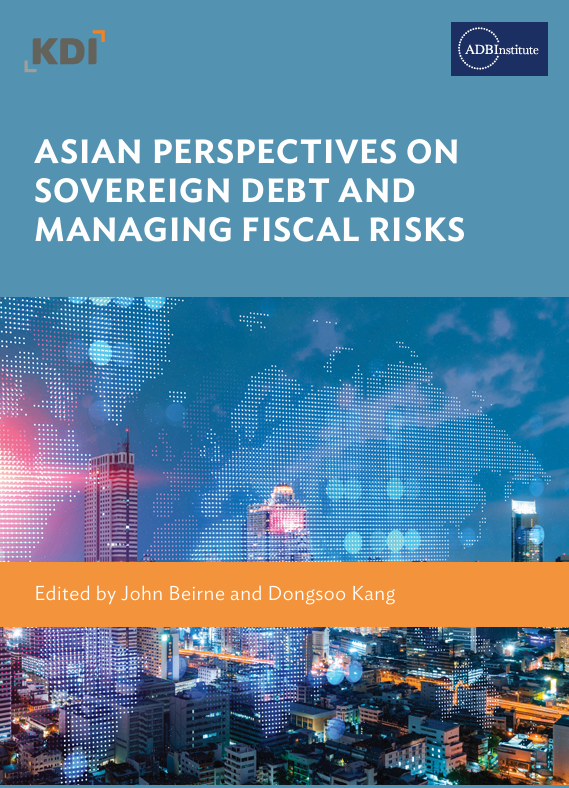 KDI
ADBInstitute
ASIAN PERSPECTIVES ON
SOVEREIGN DEBT AND
MANAGING FISCAL RISKS
Edited by John Beirne and Dongsoo Kang